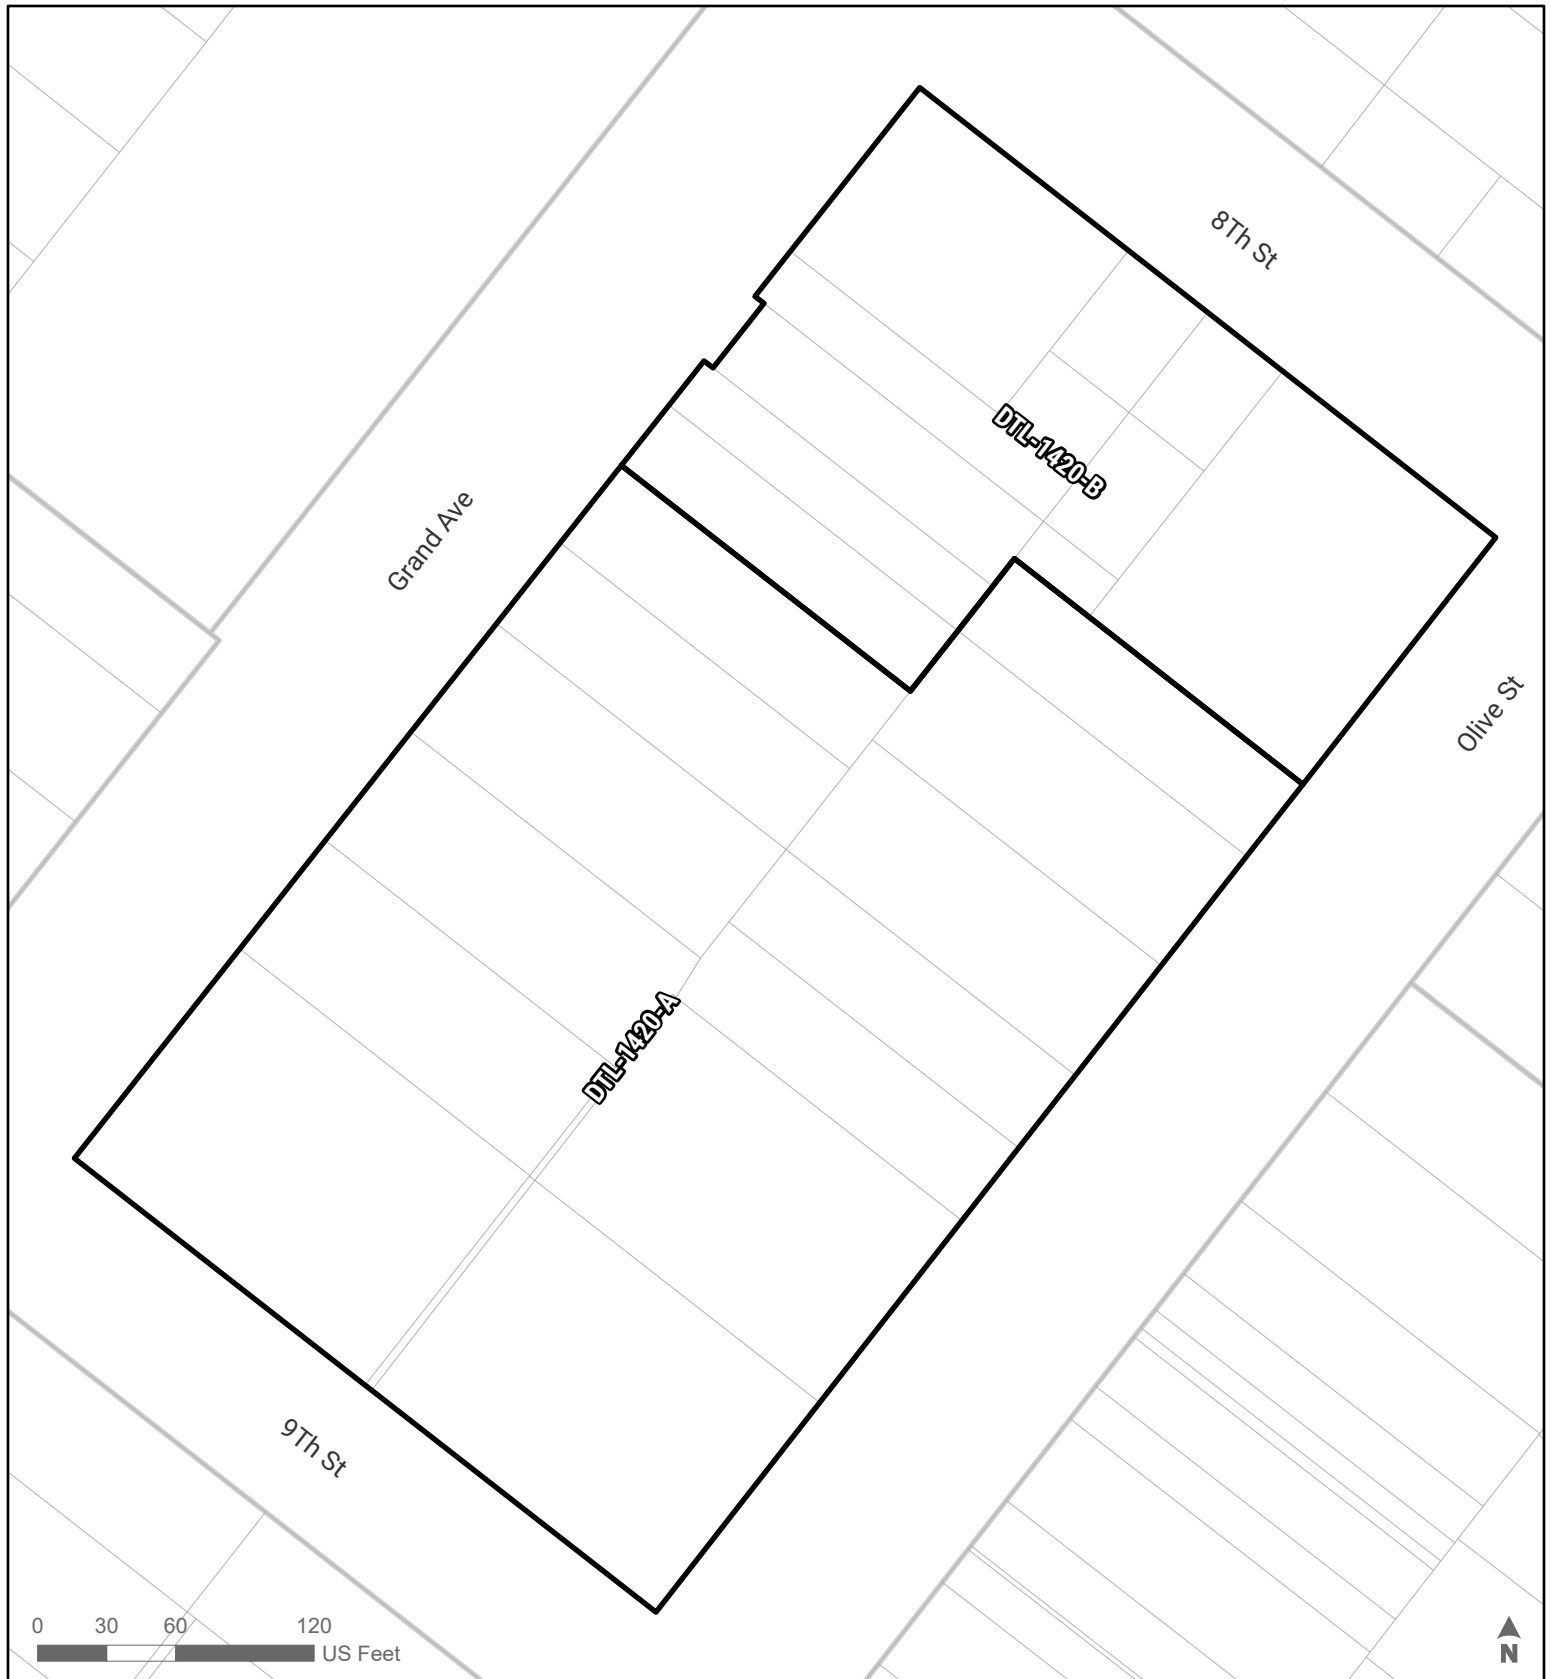 8Th St
DTL-1420-B
Grand Ave
Olive St
DTL-1420-A
9Th St
0 30 60 120
US Feet
N